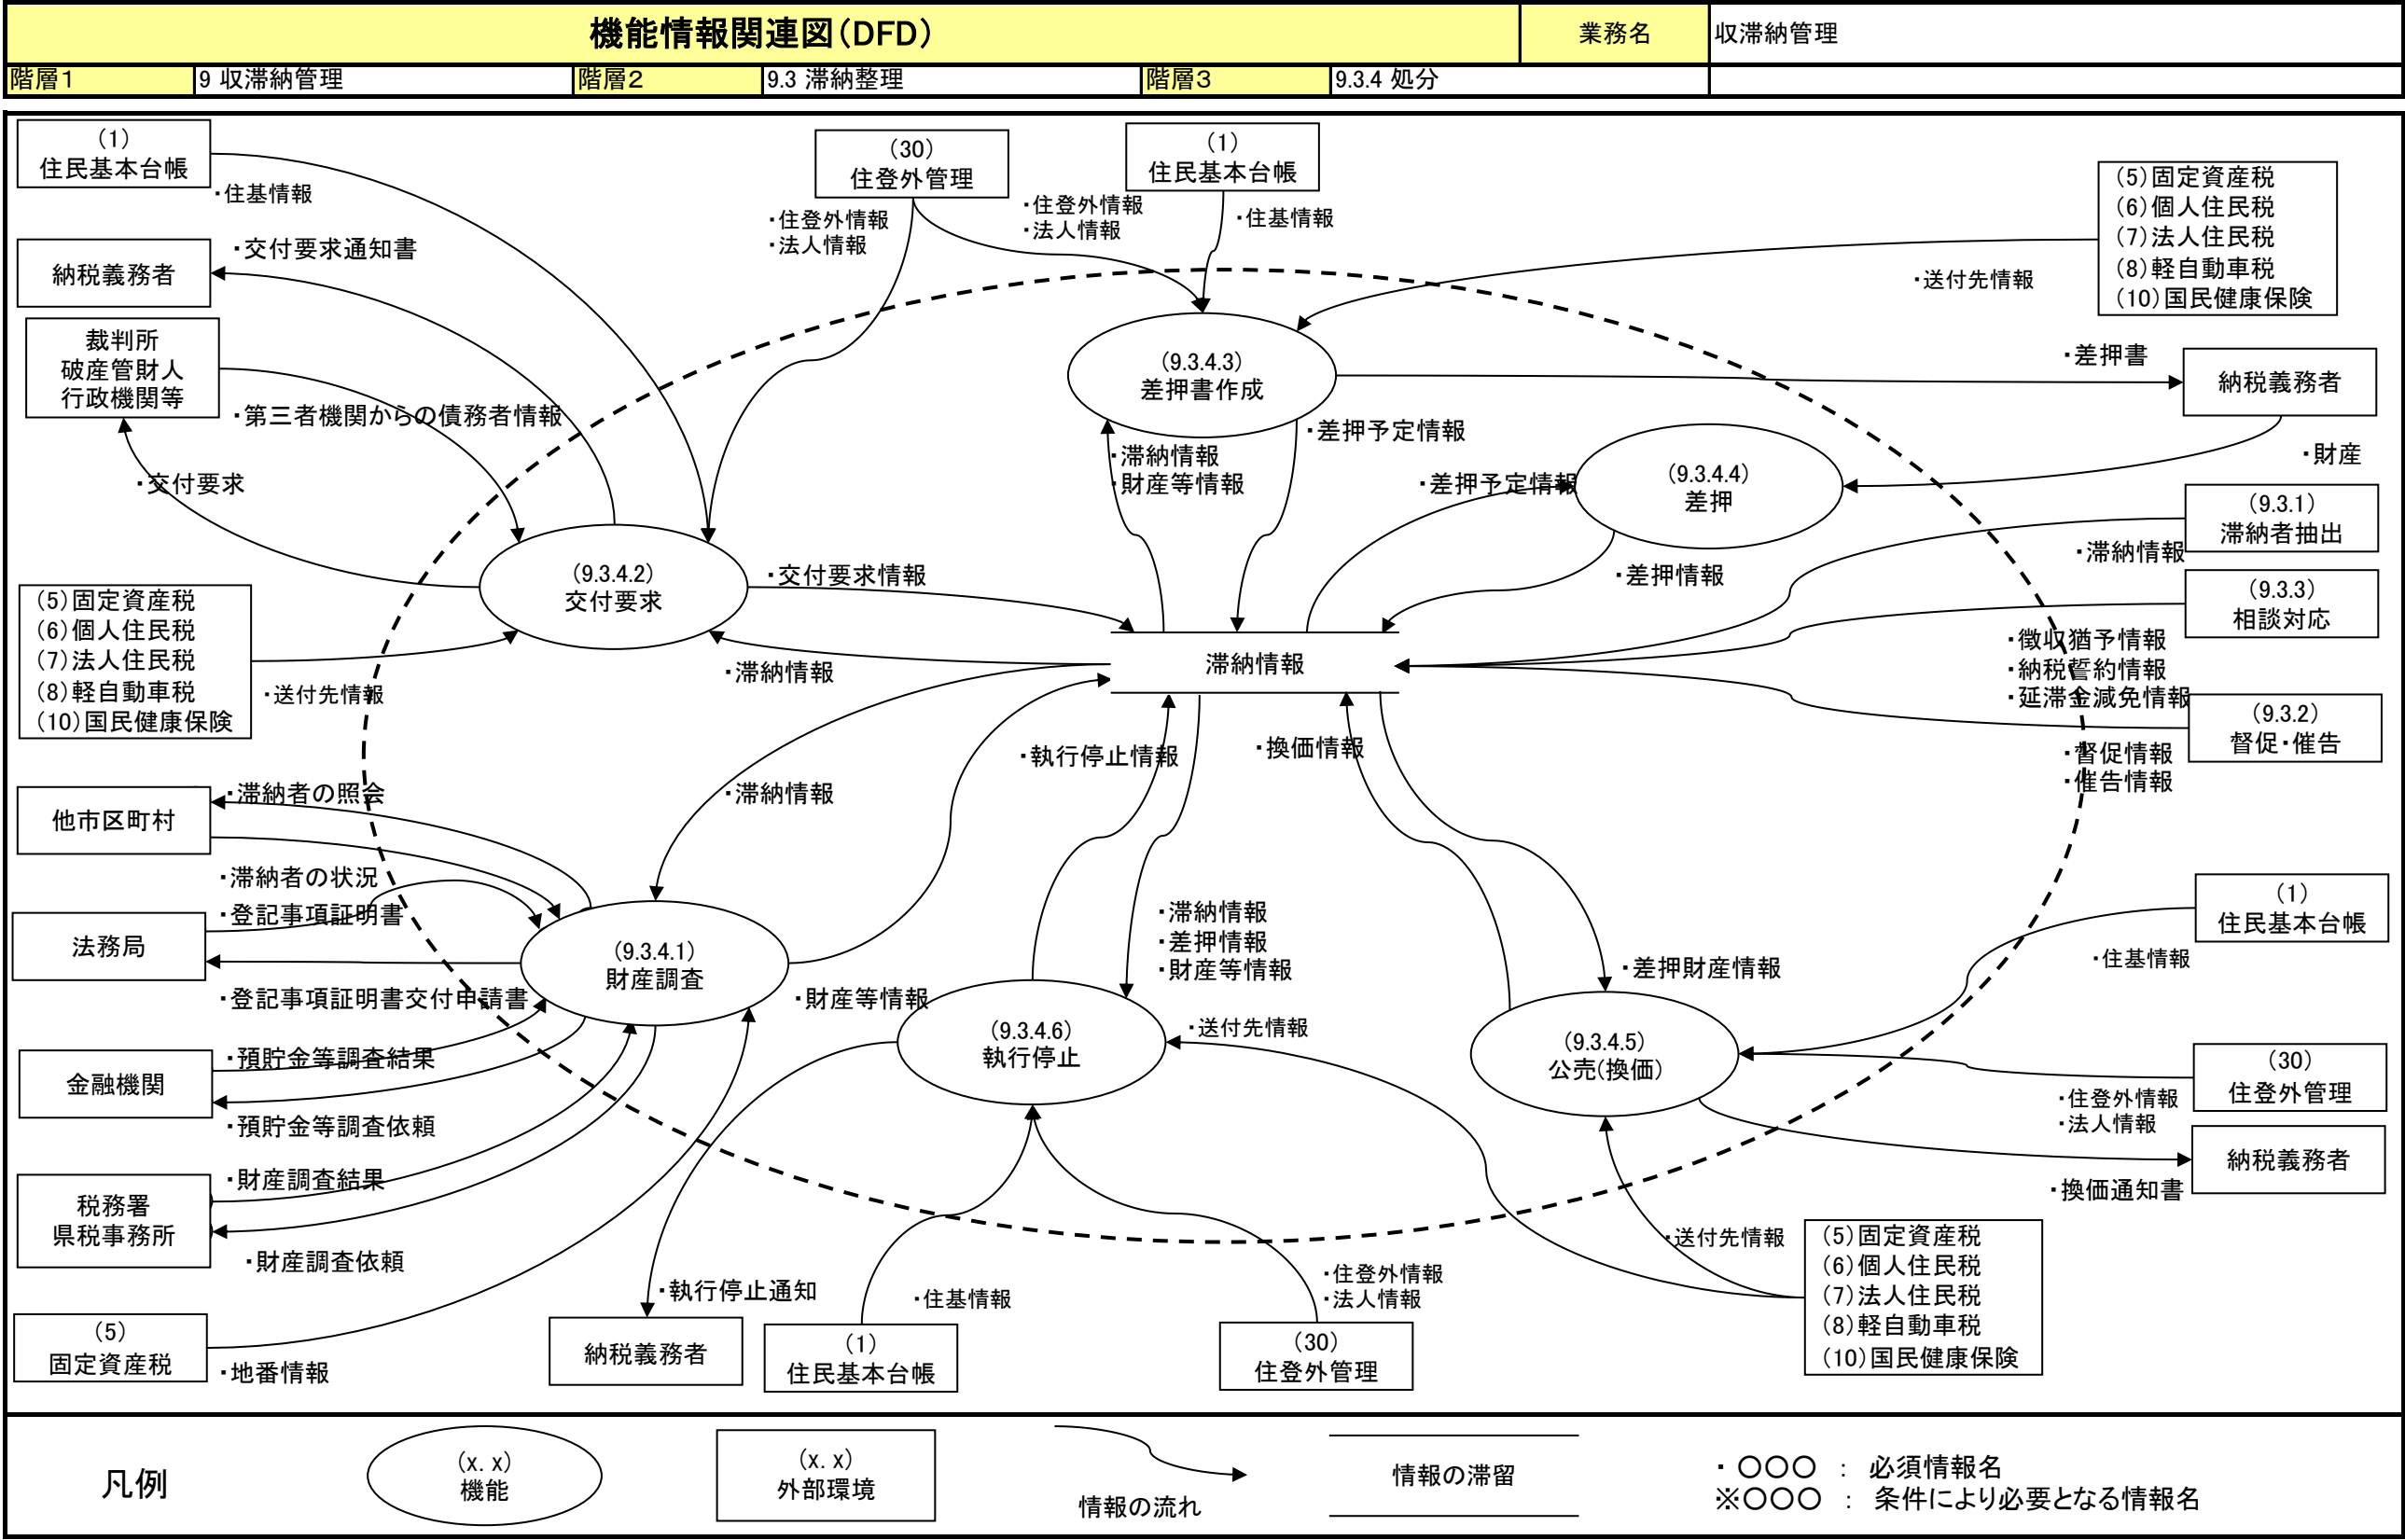 機能情報関連図（DFD）
業務名
収滞納管理
階層１
9 収滞納管理
階層２
9.3 滞納整理
階層３
9.3.4 処分
（1）
住民基本台帳
・住基情報
（30）
住登外管理
・住登外情報
・法人情報
・住登外情報
・法人情報
（1）
住民基本台帳
・住基情報
（5）固定資産税
（6）個人住民税
（7）法人住民税
（8）軽自動車税
（10）国民健康保険
・送付先情報
納税義務者
・交付要求通知書
裁判所
破産管財人
行政機関等
・第三者機関からの債務者情報
・交付要求
（9.3.4.3）
差押書作成
・差押書
納税義務者
・財産
・滞納情報
・財産等情報
・差押予定情報
・差押予定情報
（9.3.4.4）
差押
・差押情報
（9.3.1）
滞納者抽出
・滞納情報
（9.3.3）
相談対応
・徴収猶予情報
・納税誓約情報
・延滞金減免情報
（9.3.2）
督促・催告
・督促情報
・催告情報
（9.3.4.2）
交付要求
・交付要求情報
・滞納情報
滞納情報
（5）固定資産税
（6）個人住民税
（7）法人住民税
（8）軽自動車税
（10）国民健康保険
・送付先情報
他市区町村
・滞納者の照会
・滞納者の状況
・滞納情報
・執行停止情報
・換価情報
法務局
・登記事項証明書
・登記事項証明書交付申請書
（9.3.4.1）
財産調査
・財産等情報
・滞納情報
・差押情報
・財産等情報
・差押財産情報
（1）
住民基本台帳
・住基情報
金融機関
・預貯金等調査結果
・預貯金等調査依頼
（9.3.4.6）
執行停止
・送付先情報
（9.3.4.5）
公売(換価)
（30）
住登外管理
・住登外情報
・法人情報
納税義務者
・換価通知書
税務署
県税事務所
・財産調査結果
・財産調査依頼
（5）
固定資産税
・地番情報
・執行停止通知
納税義務者
・住基情報
（1）
住民基本台帳
・住登外情報
・法人情報
（30）
住登外管理
・送付先情報
（5）固定資産税
（6）個人住民税
（7）法人住民税
（8）軽自動車税
（10）国民健康保険
凡例
（x. x）
機能
（x. x）
外部環境
情報の流れ
情報の滞留
・ ○○○ ： 必須情報名
※○○○ ： 条件により必要となる情報名